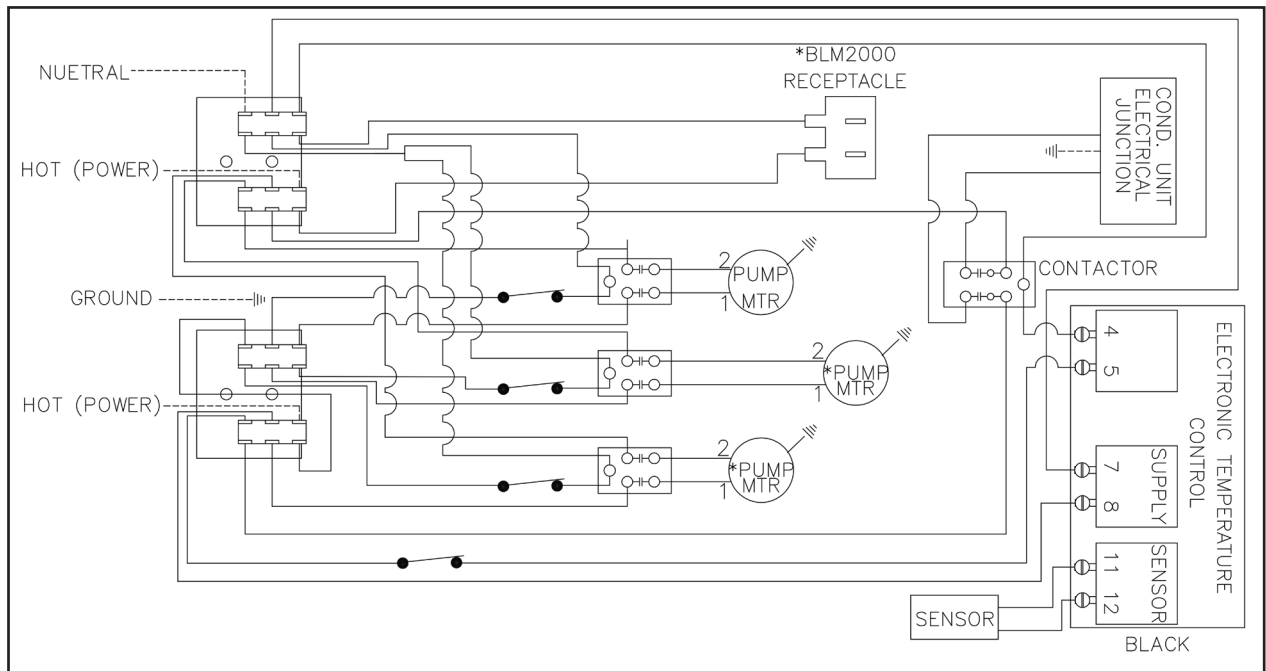 NUETRAL
*BLM2000
RECEPTACLE
COND. UNIT
ELECTRICAL
JUNCTION
HOT (POWER)
2
PUMP
MTR
1
CONTACTOR
GROUND
4
5
ELECTRONIC TEMPERATURE
CONTROL
2
*PUMP
MTR
1
HOT (POWER)
2
*PUMP
MTR
1
7
8
SUPPLY
11
12
SENSOR
SENSOR
BLACK